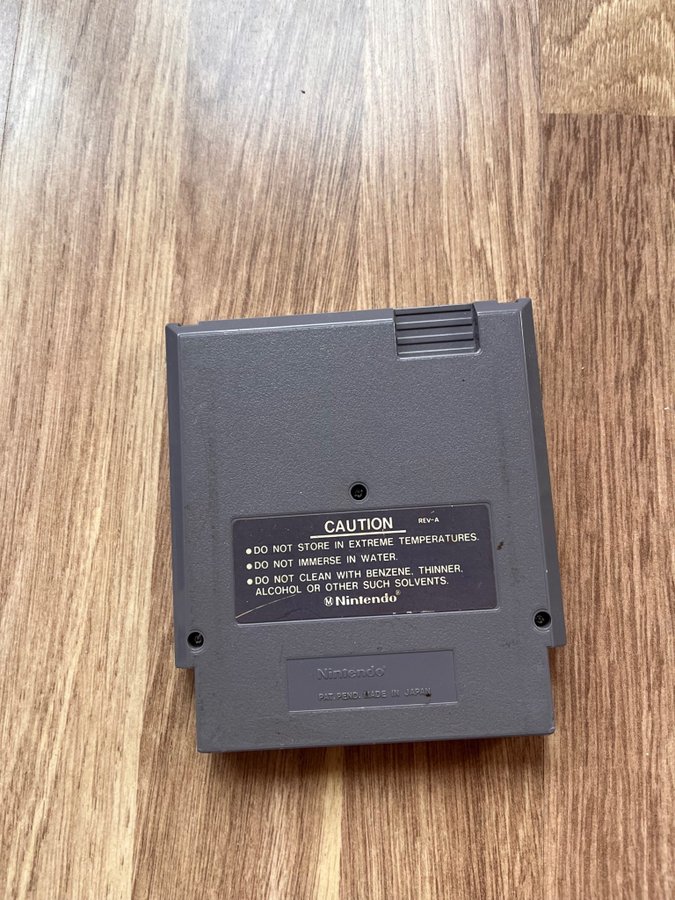 CAUTION REV-A
●DO NOT STORE IN EXTREME TEMPERATURES.
●DO NOT IMMERSE IN WATER.
●DO NOT CLEAN WITH BENZENE, THINNER,
ALCOHOL OR OTHER SUCH SOLVENTS.
Ⓜ Nintendo®
Nintendo®
PAT. PEND. MADE IN JAPAN